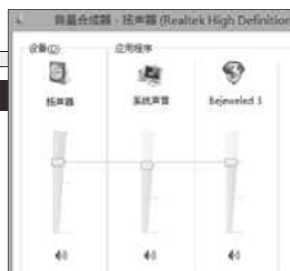 音量合成器 - 扬声器 (Realtek High Definition
设备(D)
应用程序
扬声器
系统声音
Bejeweled 3